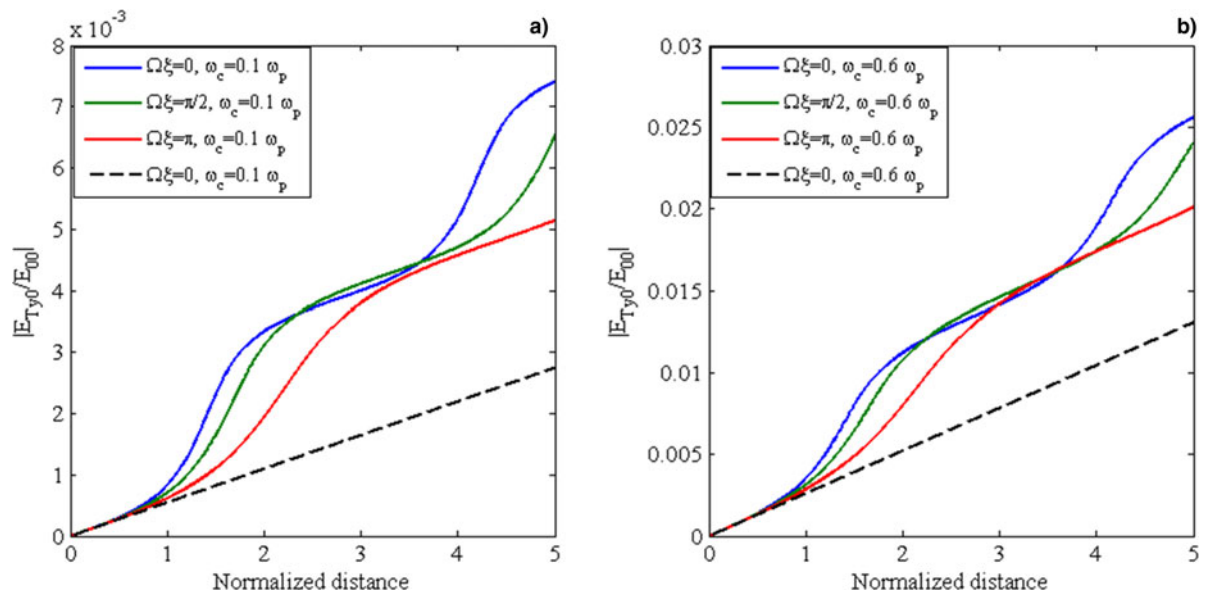 x 10⁻³
a)
8
7
6
5
4
3
2
1
0
|E_Ty0/E_00|
Ωξ=0, ω_c=0.1 ω_p
Ωξ=π/2, ω_c=0.1 ω_p
Ωξ=π, ω_c=0.1 ω_p
Ωξ=0, ω_c=0.1 ω_p
0 1 2 3 4 5
Normalized distance
b)
0.03
0.025
0.02
0.015
0.01
0.005
0
|E_Ty0/E_00|
Ωξ=0, ω_c=0.6 ω_p
Ωξ=π/2, ω_c=0.6 ω_p
Ωξ=π, ω_c=0.6 ω_p
Ωξ=0, ω_c=0.6 ω_p
0 1 2 3 4 5
Normalized distance